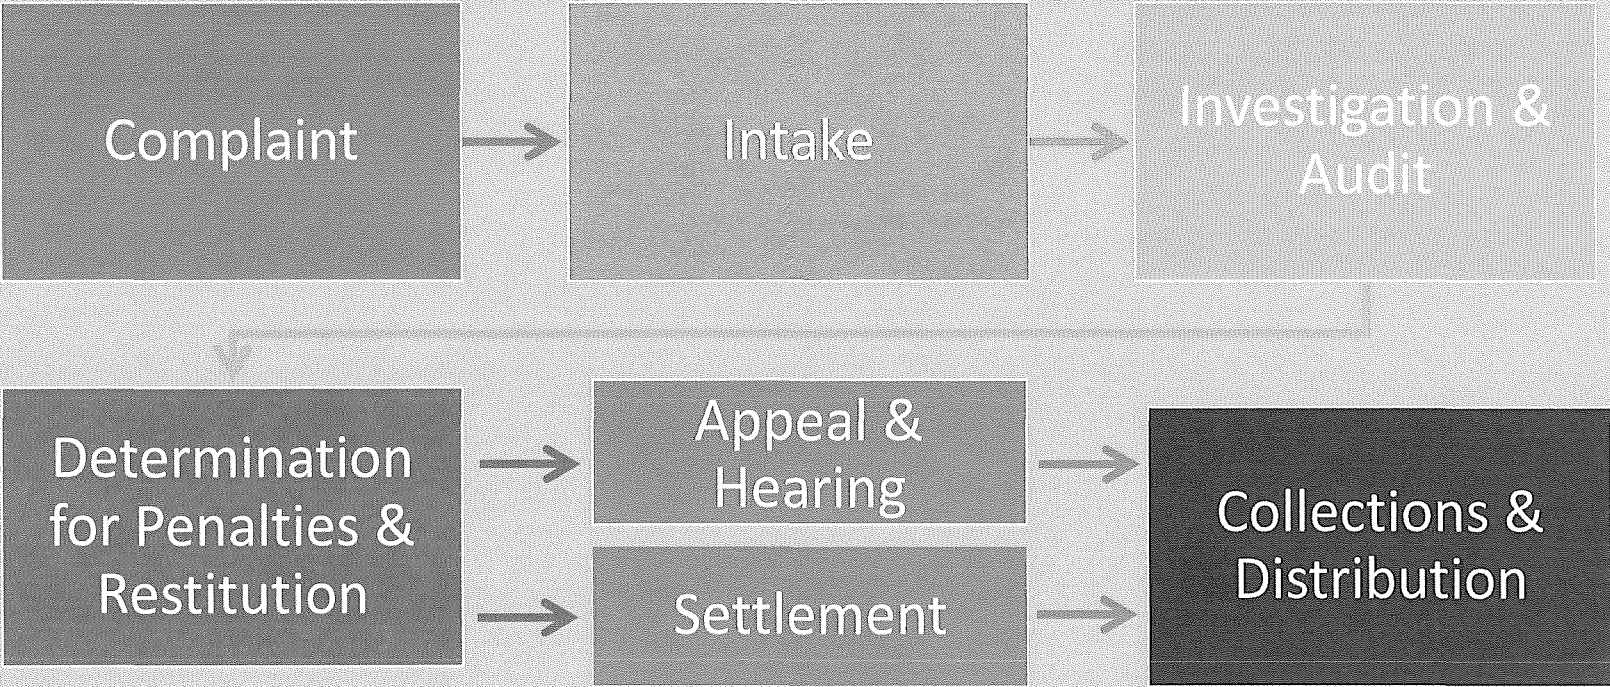 Complaint
Intake
Investigation &
Audit
Determination
for Penalties &
Restitution
Appeal &
Hearing
Settlement
Collections &
Distribution